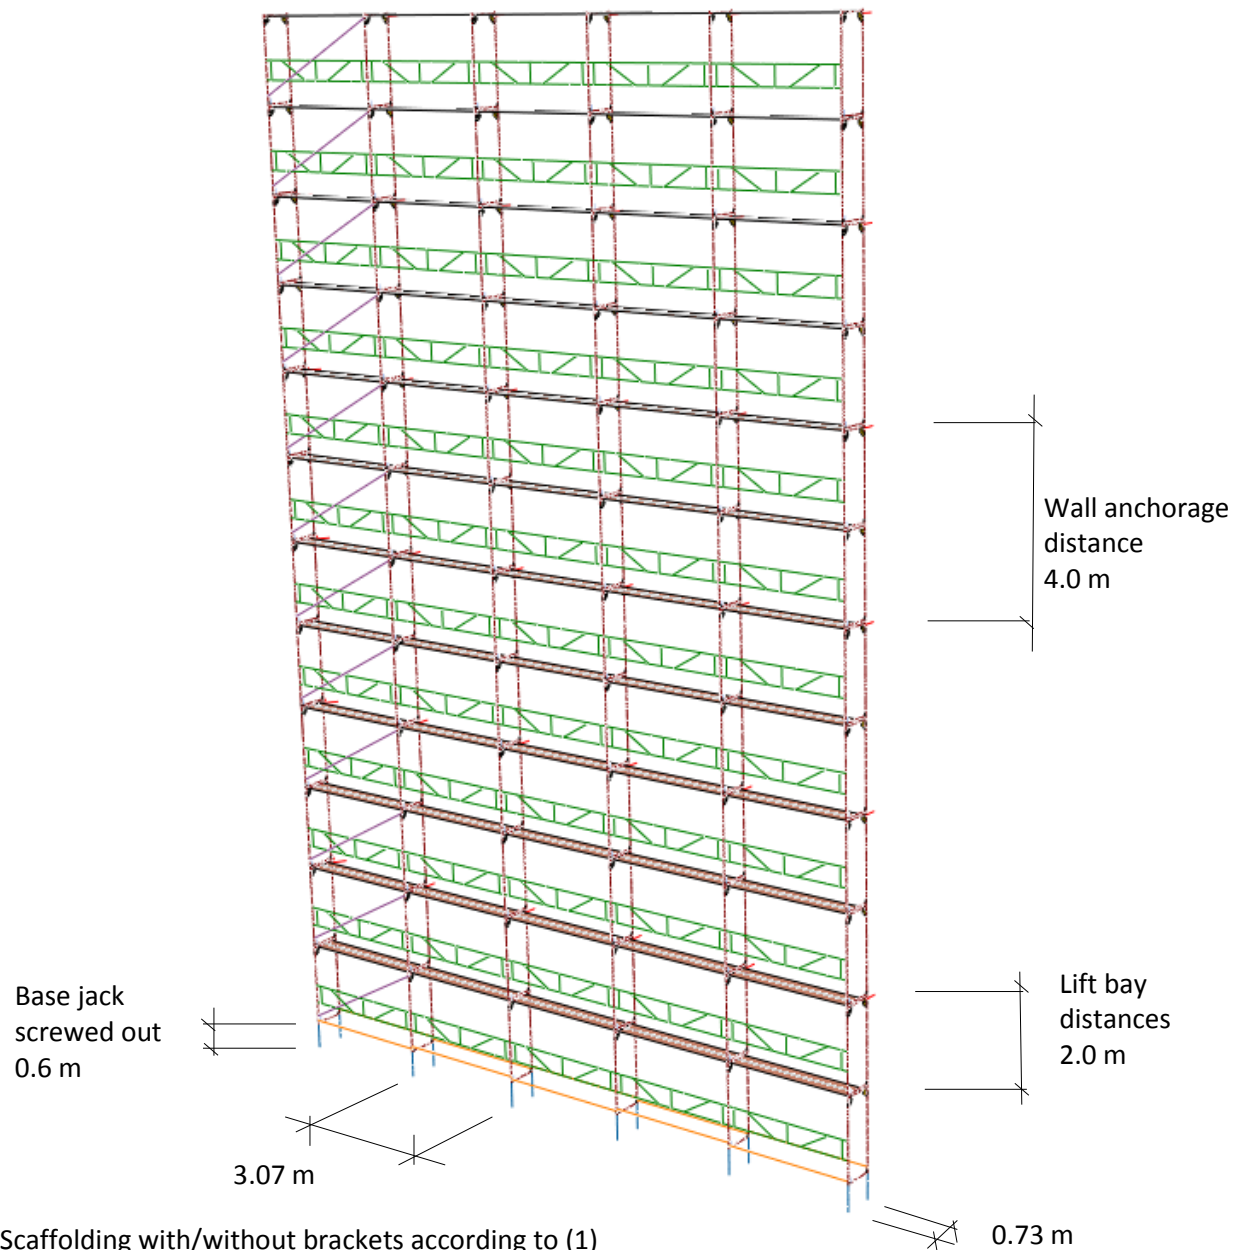 Wall anchorage
distance
4.0 m
Lift bay
distances
2.0 m
Base jack
screwed out
0.6 m
3.07 m
0.73 m
Scaffolding with/without brackets according to (1)